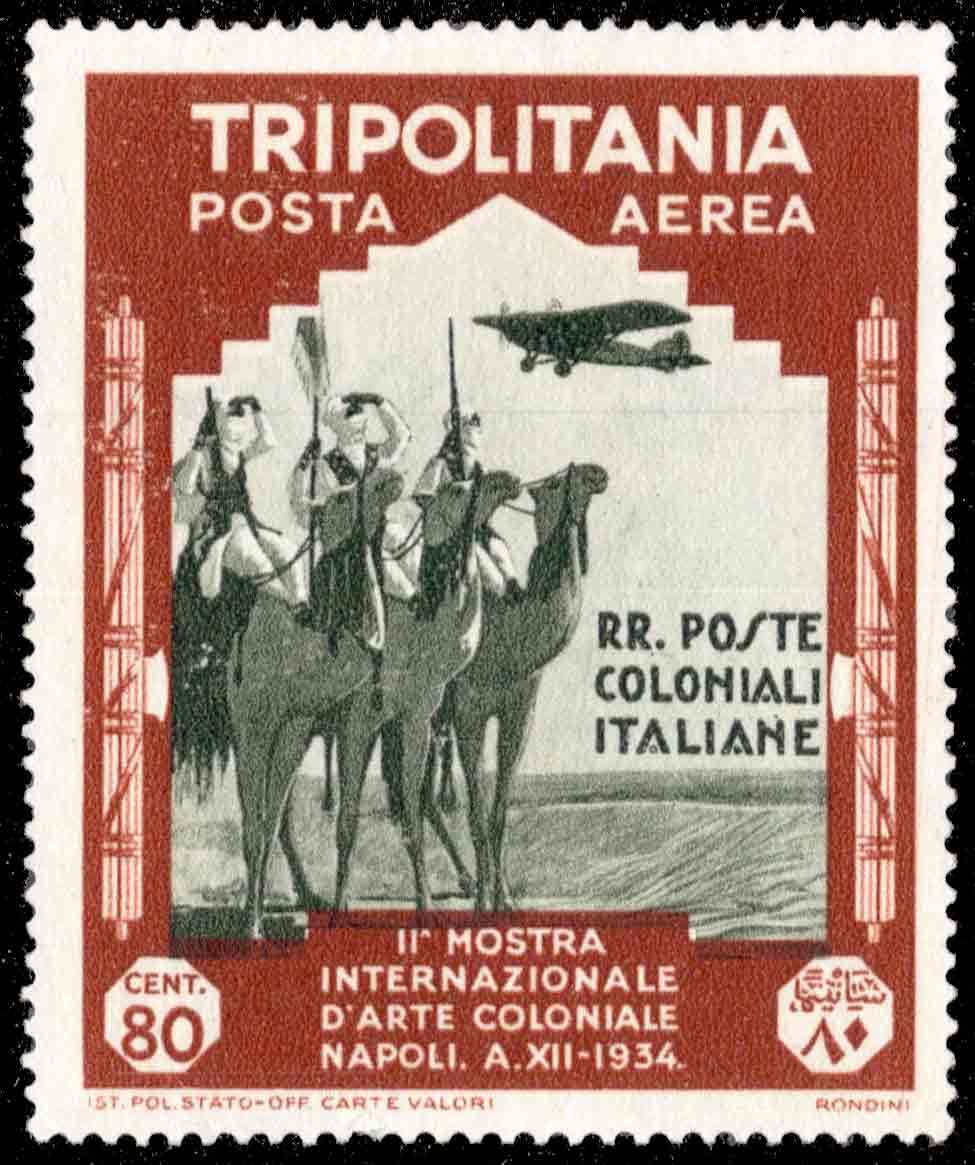 TRIPOLITANIA
POSTA AEREA
RR. POSTE
COLONIALI
ITALIANE
II^ MOSTRA
INTERNAZIONALE
D'ARTE COLONIALE
NAPOLI. A.XII-1934.
CENT.
80
٨٠
IST. POL. STATO-OFF. CARTE VALORI
RONDINI